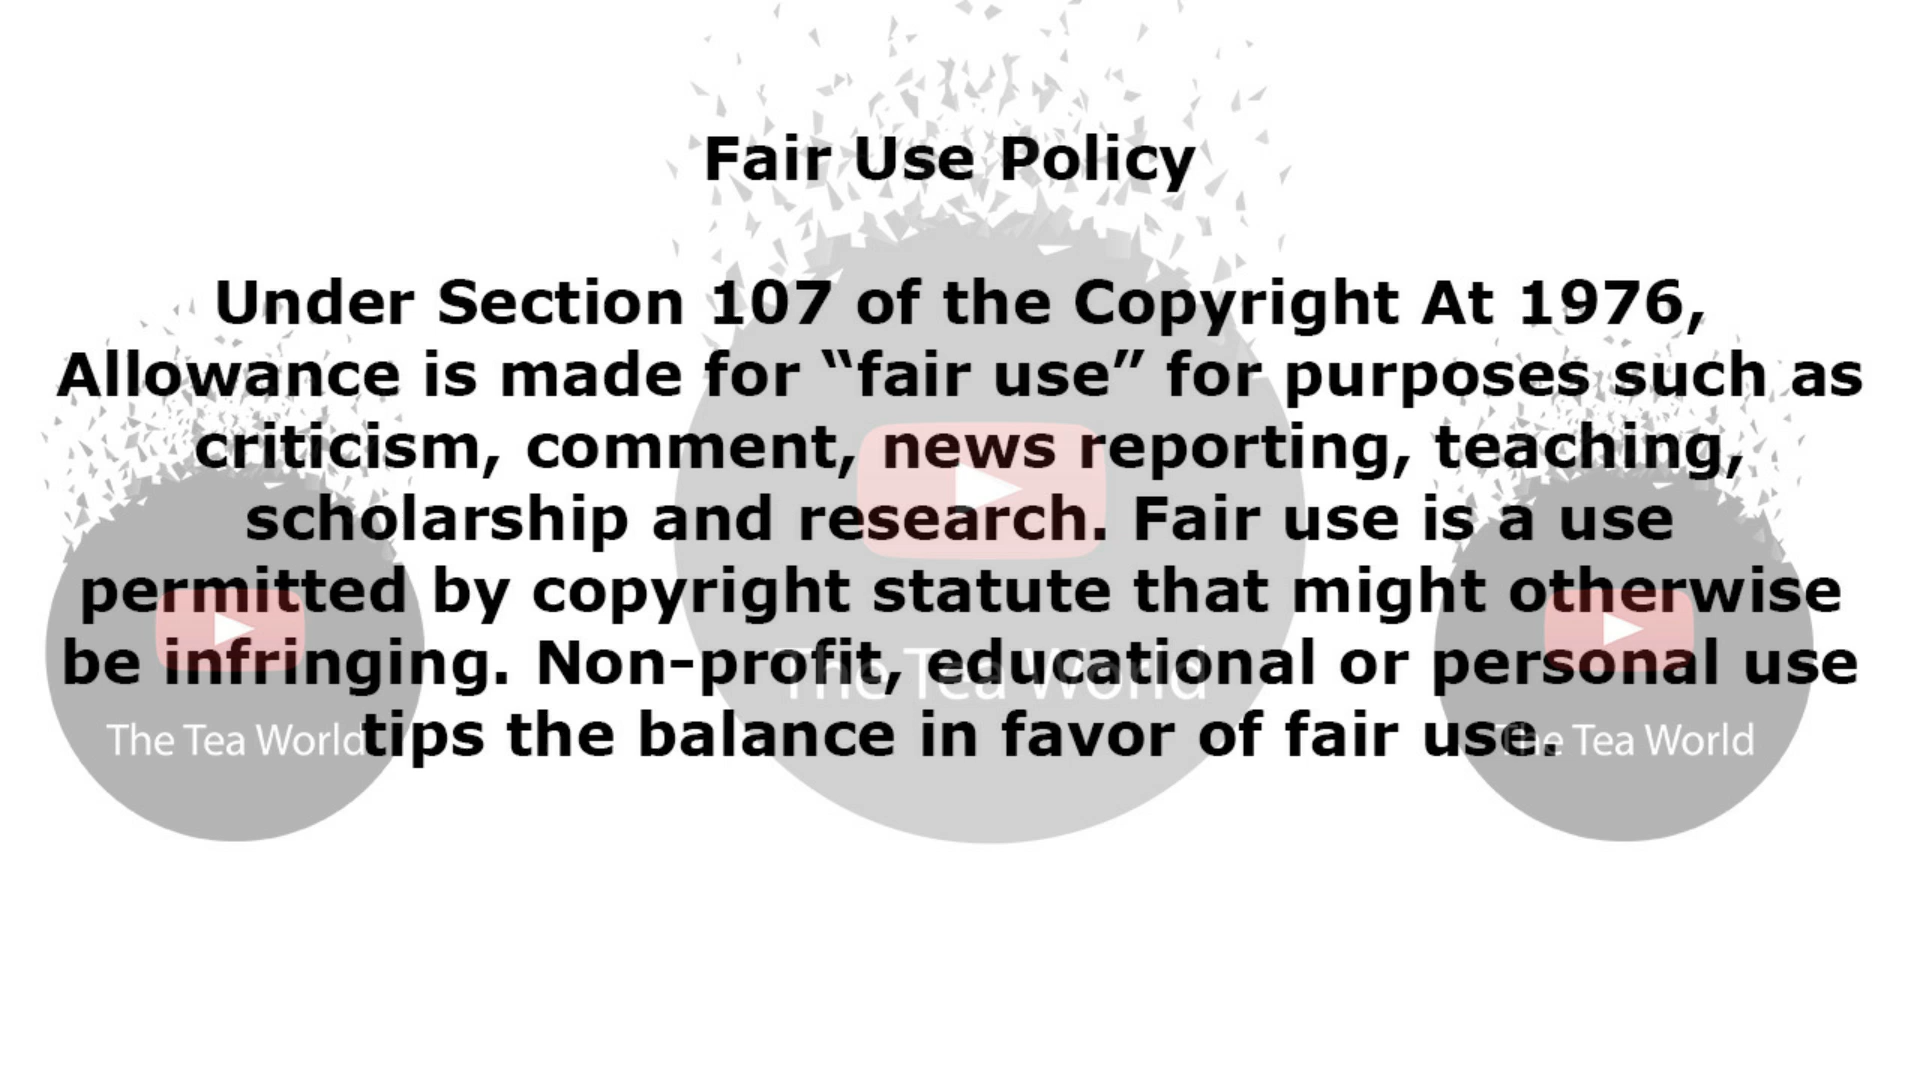 Fair Use Policy
Under Section 107 of the Copyright At 1976,
Allowance is made for “fair use” for purposes such as
criticism, comment, news reporting, teaching,
scholarship and research. Fair use is a use
permitted by copyright statute that might otherwise
be infringing. Non-profit, educational or personal use
tips the balance in favor of fair use.
The Tea World
The Tea World
The Tea World